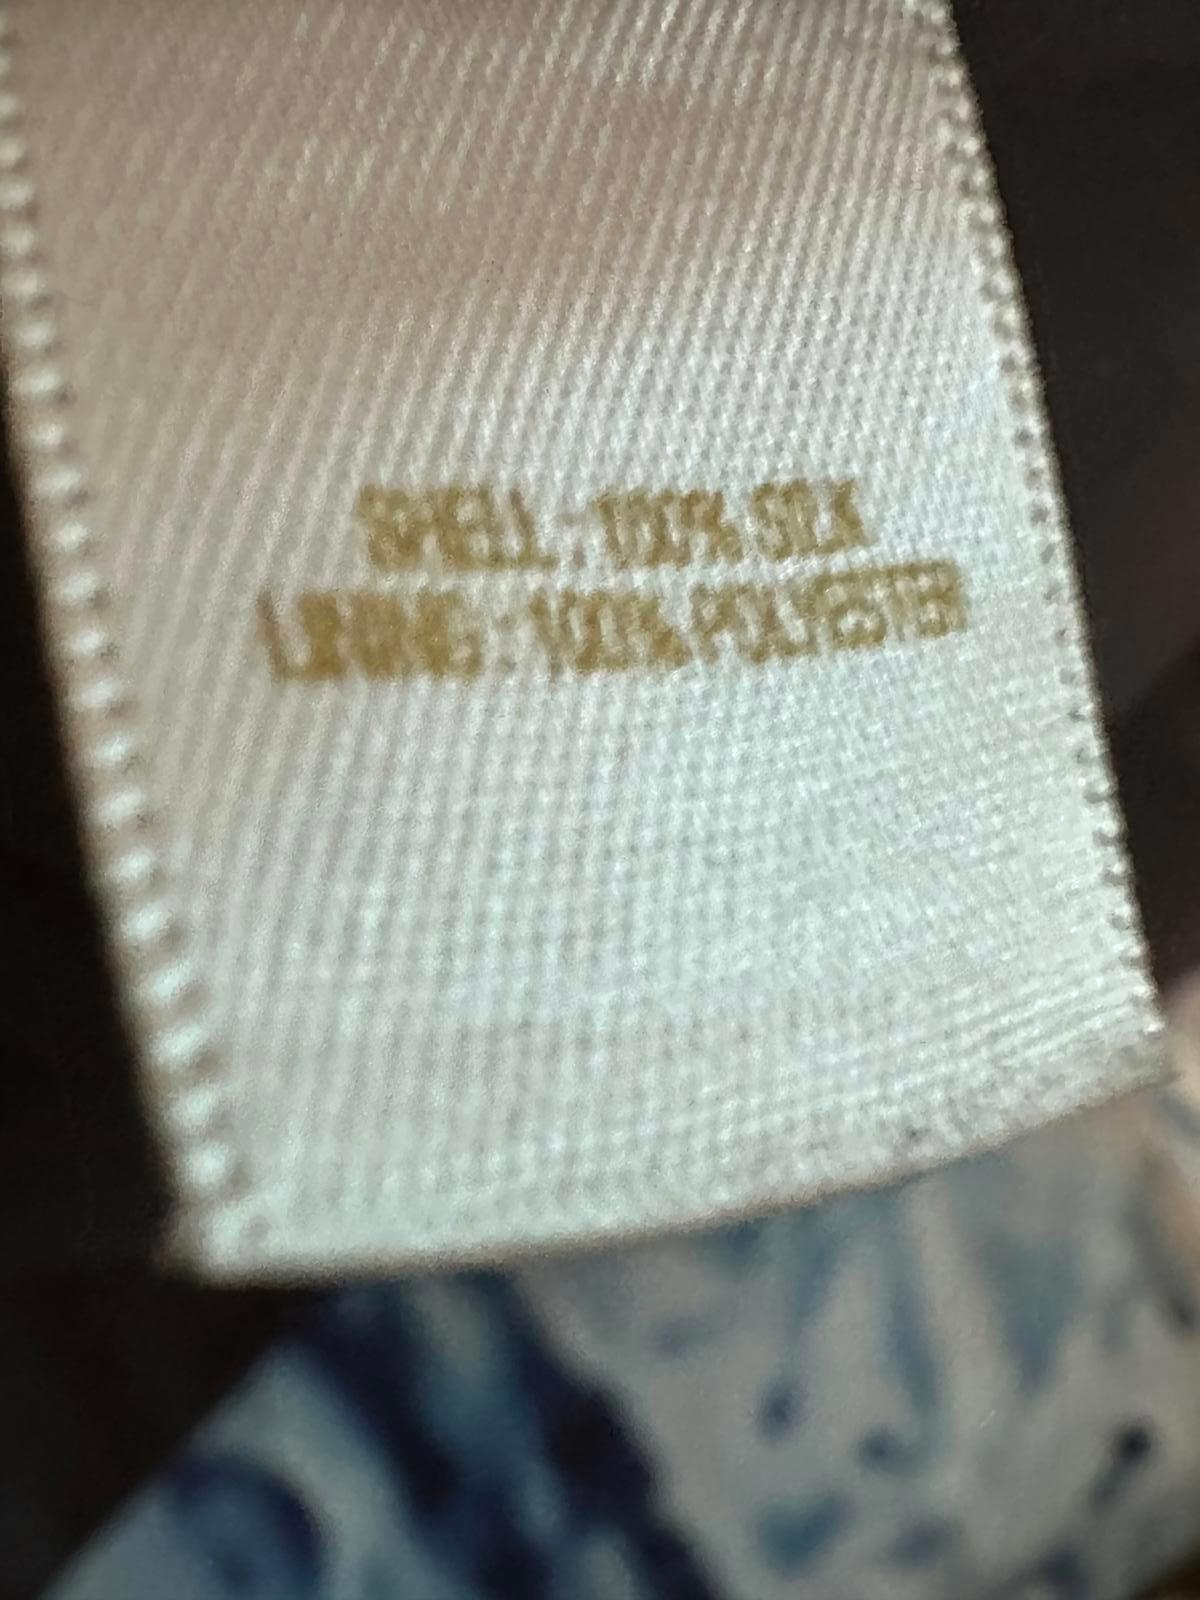 SHELL : 100% SILK
LINING : 100% POLYESTER